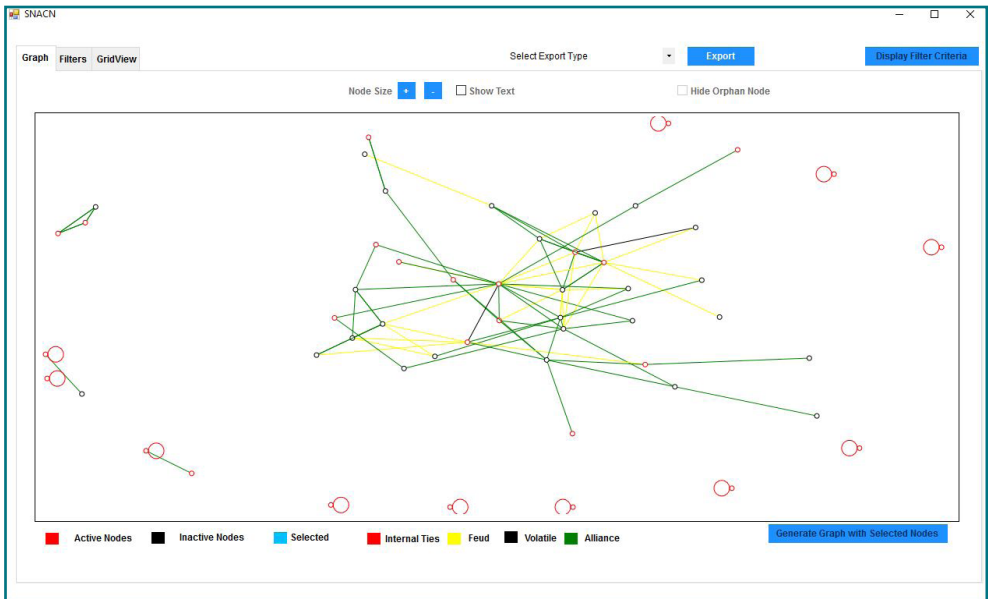 SNACN
Graph Filters GridView Select Export Type Export Display Filter Criteria
Node Size + - Show Text Hide Orphan Node
Active Nodes Inactive Nodes Selected Internal Ties Feud Volatile Alliance Generate Graph with Selected Nodes